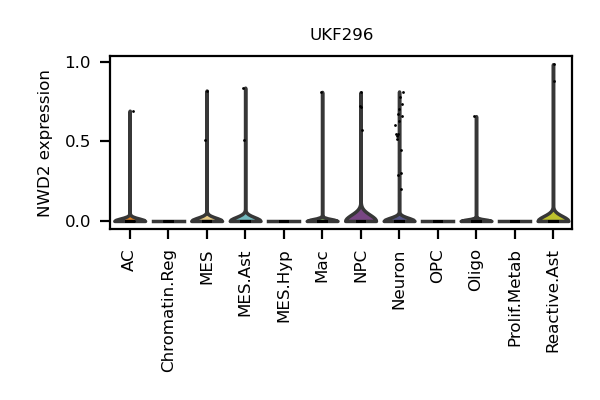 UKF296
NWD2 expression
1.0
0.5
0.0
AC
Chromatin.Reg
MES
MES.Ast
MES.Hyp
Mac
NPC
Neuron
OPC
Oligo
Prolif.Metab
Reactive.Ast